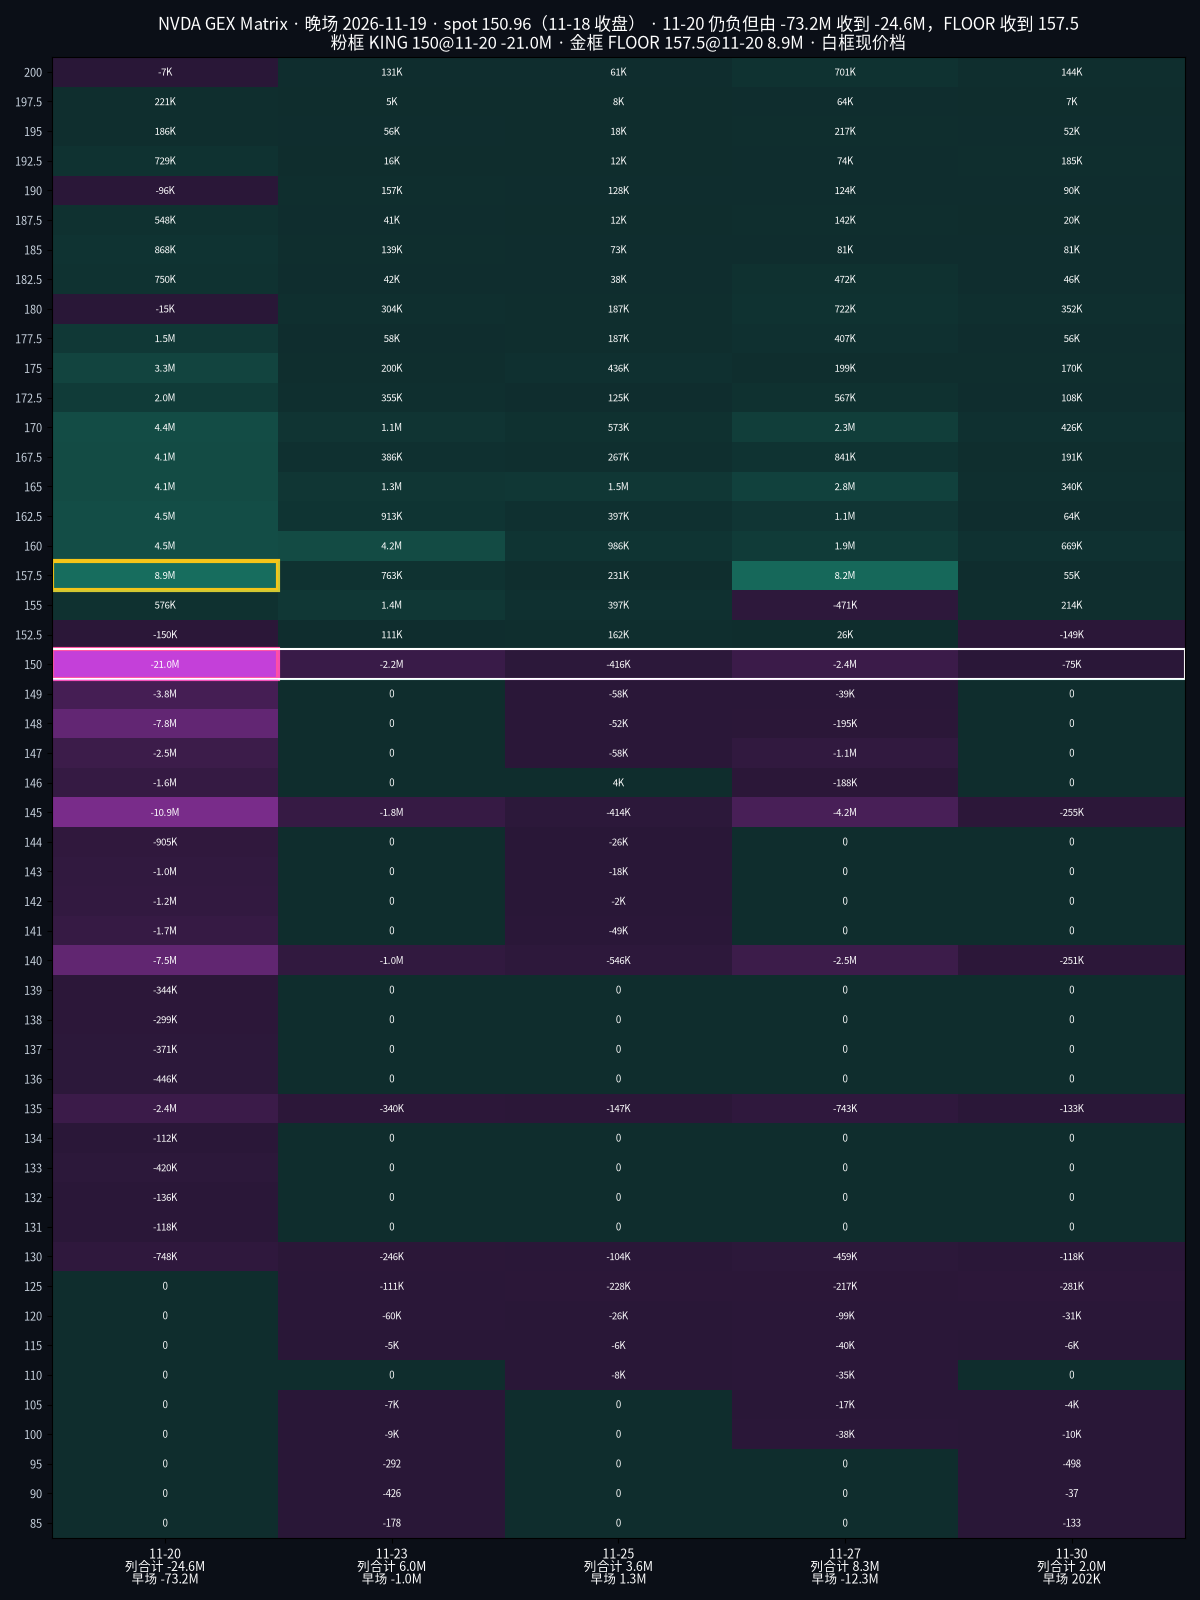 NVDA GEX Matrix · 晚场 2026-11-19 · spot 150.96（11-18 收盘） · 11-20 仍负但由 -73.2M 收到 -24.6M，FLOOR 收到 157.5
粉框 KING 150@11-20 -21.0M · 金框 FLOOR 157.5@11-20 8.9M · 白框现价档
200 -7K 131K 61K 701K 144K
197.5 221K 5K 8K 64K 7K
195 186K 56K 18K 217K 52K
192.5 729K 16K 12K 74K 185K
190 -96K 157K 128K 124K 90K
187.5 548K 41K 12K 142K 20K
185 868K 139K 73K 81K 81K
182.5 750K 42K 38K 472K 46K
180 -15K 304K 187K 722K 352K
177.5 1.5M 58K 187K 407K 56K
175 3.3M 200K 436K 199K 170K
172.5 2.0M 355K 125K 567K 108K
170 4.4M 1.1M 573K 2.3M 426K
167.5 4.1M 386K 267K 841K 191K
165 4.1M 1.3M 1.5M 2.8M 340K
162.5 4.5M 913K 397K 1.1M 64K
160 4.5M 4.2M 986K 1.9M 669K
157.5 8.9M 763K 231K 8.2M 55K
155 576K 1.4M 397K -471K 214K
152.5 -150K 111K 162K 26K -149K
150 -21.0M -2.2M -416K -2.4M -75K
149 -3.8M 0 -58K -39K 0
148 -7.8M 0 -52K -195K 0
147 -2.5M 0 -58K -1.1M 0
146 -1.6M 0 4K -188K 0
145 -10.9M -1.8M -414K -4.2M -255K
144 -905K 0 -26K 0 0
143 -1.0M 0 -18K 0 0
142 -1.2M 0 -2K 0 0
141 -1.7M 0 -49K 0 0
140 -7.5M -1.0M -546K -2.5M -251K
139 -344K 0 0 0 0
138 -299K 0 0 0 0
137 -371K 0 0 0 0
136 -446K 0 0 0 0
135 -2.4M -340K -147K -743K -133K
134 -112K 0 0 0 0
133 -420K 0 0 0 0
132 -136K 0 0 0 0
131 -118K 0 0 0 0
130 -748K -246K -104K -459K -118K
125 0 -111K -228K -217K -281K
120 0 -60K -26K -99K -31K
115 0 -5K -6K -40K -6K
110 0 0 -8K -35K 0
105 0 -7K 0 -17K -4K
100 0 -9K 0 -38K -10K
95 0 -292 0 0 -498
90 0 -426 0 0 -37
85 0 -178 0 0 -133
11-20 11-23 11-25 11-27 11-30
列合计 -24.6M 列合计 6.0M 列合计 3.6M 列合计 8.3M 列合计 2.0M
早场 -73.2M 早场 -1.0M 早场 1.3M 早场 -12.3M 早场 202K